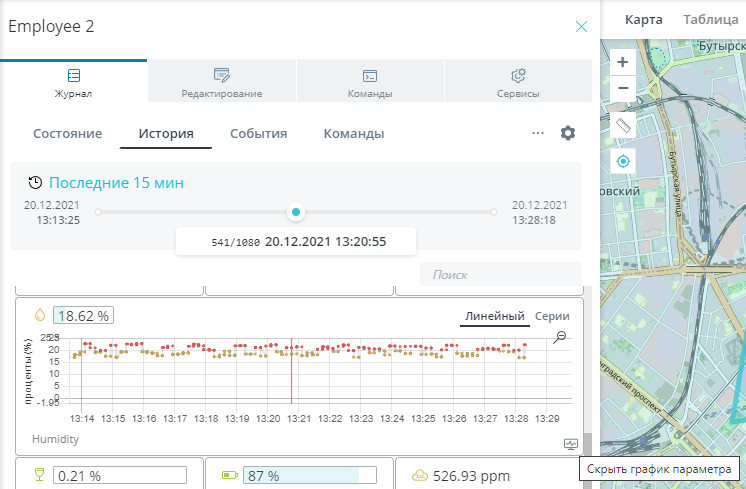 Employee 2
Карта Таблица
Журнал Редактирование Команды Сервисы
Состояние История События Команды ...
Последние 15 мин
20.12.2021 20.12.2021
13:13:25 13:28:18
541/1080 20.12.2021 13:20:55
Поиск
18.62 % Линейный Серии
проценты (%)
25
20
15
10
5
0
-1.95
13:14 13:15 13:16 13:17 13:18 13:19 13:20 13:21 13:22 13:23 13:24 13:25 13:26 13:27 13:28 13:29
Humidity
0.21 % 87 % 526.93 ppm
Скрыть график параметра
Бутырск
Бутырская улица
овский
нградский проспект